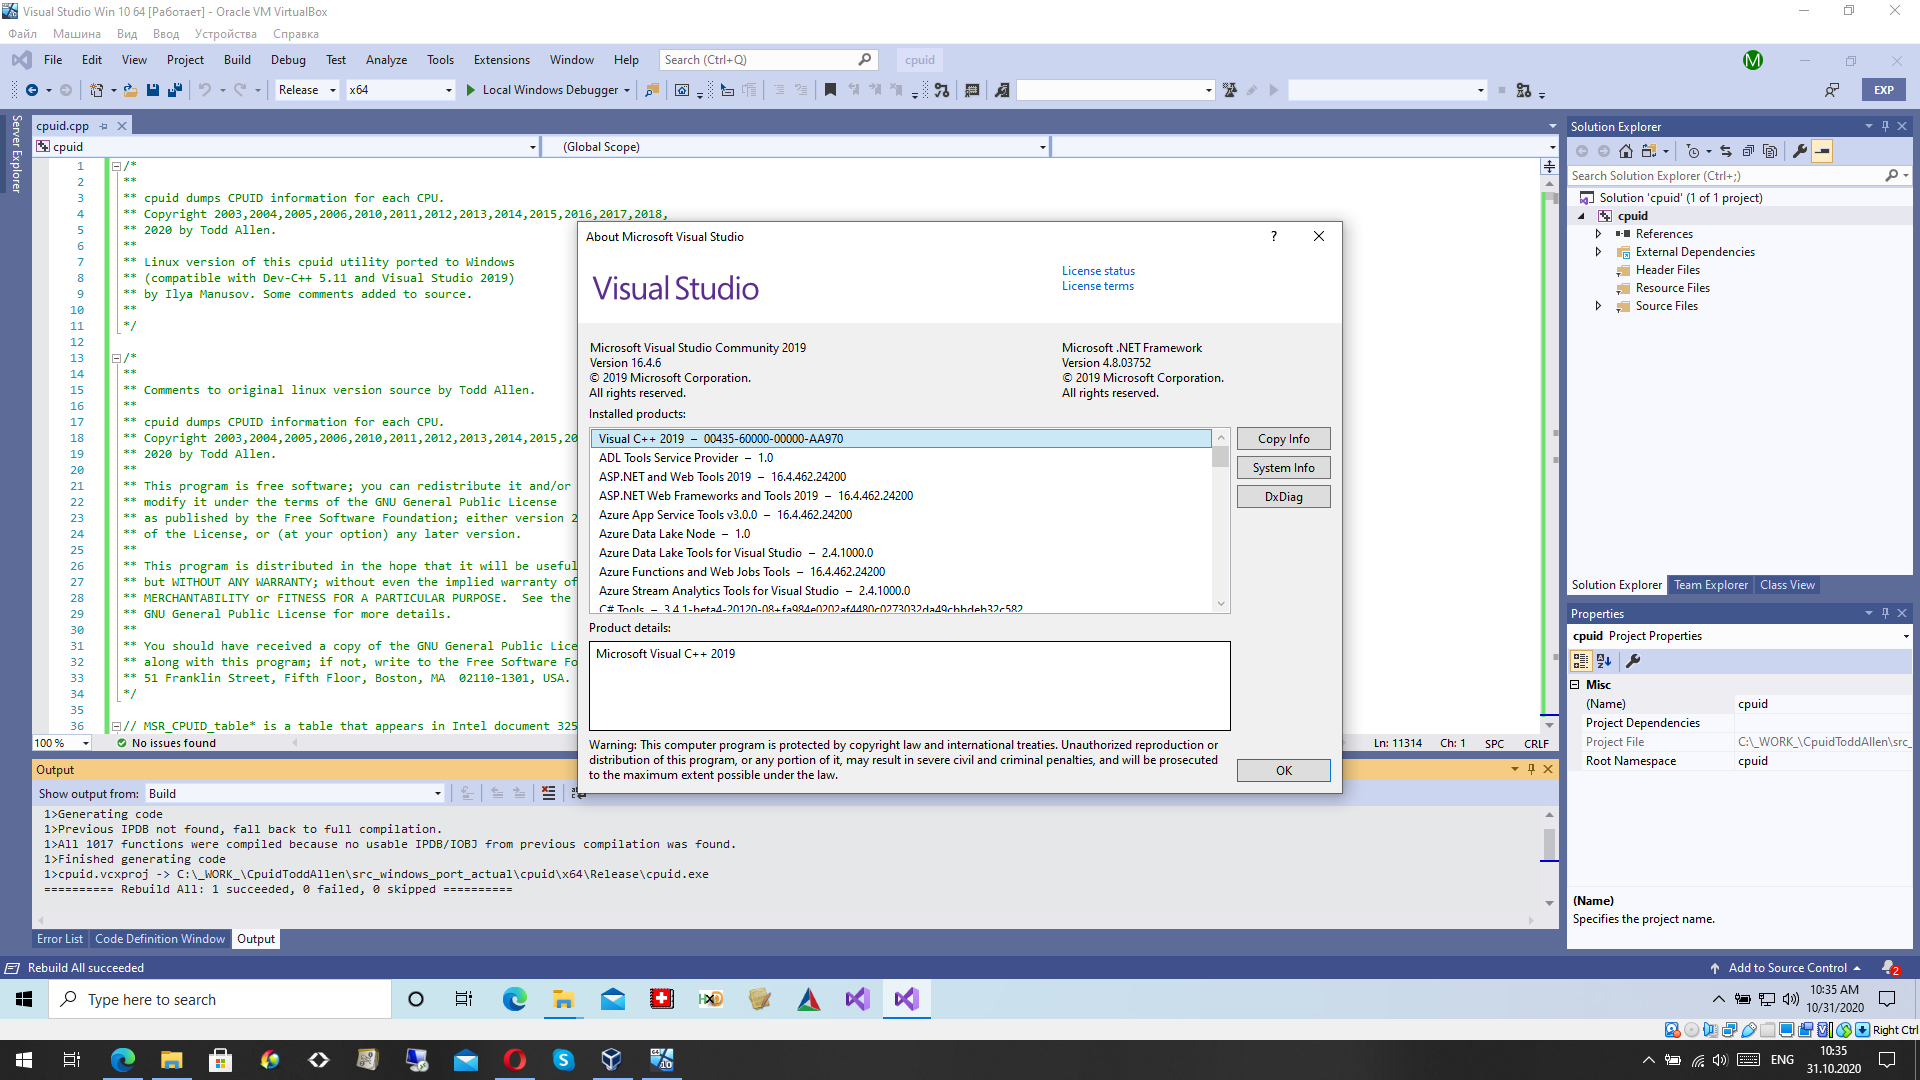 Visual Studio Win 10 64 [Работает] - Oracle VM VirtualBox
Файл Машина Вид Ввод Устройства Справка
File Edit View Project Build Debug Test Analyze Tools Extensions Window Help Search (Ctrl+Q) cpuid M
Release x64 Local Windows Debugger EXP
Server Explorer
cpuid.cpp
cpuid (Global Scope)
1 /*
2 **
3 ** cpuid dumps CPUID information for each CPU.
4 ** Copyright 2003,2004,2005,2006,2010,2011,2012,2013,2014,2015,2016,2017,2018,
5 ** 2020 by Todd Allen.
6 **
7 ** Linux version of this cpuid utility ported to Windows
8 ** (compatible with Dev-C++ 5.11 and Visual Studio 2019)
9 ** by Ilya Manusov. Some comments added to source.
10 **
11 */
12
13 /*
14 **
15 ** Comments to original linux version source by Todd Allen.
16 **
17 ** cpuid dumps CPUID information for each CPU.
18 ** Copyright 2003,2004,2005,2006,2010,2011,2012,2013,2014,2015,20
19 ** 2020 by Todd Allen.
20 **
21 ** This program is free software; you can redistribute it and/or
22 ** modify it under the terms of the GNU General Public License
23 ** as published by the Free Software Foundation; either version 2
24 ** of the License, or (at your option) any later version.
25 **
26 ** This program is distributed in the hope that it will be useful
27 ** but WITHOUT ANY WARRANTY; without even the implied warranty of
28 ** MERCHANTABILITY or FITNESS FOR A PARTICULAR PURPOSE. See the
29 ** GNU General Public License for more details.
30 **
31 ** You should have received a copy of the GNU General Public Lice
32 ** along with this program; if not, write to the Free Software Fo
33 ** 51 Franklin Street, Fifth Floor, Boston, MA 02110-1301, USA.
34 */
35
36 // MSR_CPUID_table* is a table that appears in Intel document 325
100 % No issues found Ln: 11314 Ch: 1 SPC CRLF
About Microsoft Visual Studio ?
Visual Studio
License status
License terms
Microsoft Visual Studio Community 2019
Version 16.4.6
© 2019 Microsoft Corporation.
All rights reserved.
Microsoft .NET Framework
Version 4.8.03752
© 2019 Microsoft Corporation.
All rights reserved.
Installed products:
Visual C++ 2019 – 00435-60000-00000-AA970
ADL Tools Service Provider – 1.0
ASP.NET and Web Tools 2019 – 16.4.462.24200
ASP.NET Web Frameworks and Tools 2019 – 16.4.462.24200
Azure App Service Tools v3.0.0 – 16.4.462.24200
Azure Data Lake Node – 1.0
Azure Data Lake Tools for Visual Studio – 2.4.1000.0
Azure Functions and Web Jobs Tools – 16.4.462.24200
Azure Stream Analytics Tools for Visual Studio – 2.4.1000.0
C# Tools – 3.4.1-beta4-20120-08+fa984e0202af4480c0273032da49cbbdeb32c582
Copy Info
System Info
DxDiag
Product details:
Microsoft Visual C++ 2019
Warning: This computer program is protected by copyright law and international treaties. Unauthorized reproduction or
distribution of this program, or any portion of it, may result in severe civil and criminal penalties, and will be prosecuted
to the maximum extent possible under the law.
OK
Output
Show output from: Build
1>Generating code
1>Previous IPDB not found, fall back to full compilation.
1>All 1017 functions were compiled because no usable IPDB/IOBJ from previous compilation was found.
1>Finished generating code
1>cpuid.vcxproj -> C:\_WORK_\CpuidToddAllen\src_windows_port_actual\cpuid\x64\Release\cpuid.exe
========== Rebuild All: 1 succeeded, 0 failed, 0 skipped ==========
Error List Code Definition Window Output
Solution Explorer
Search Solution Explorer (Ctrl+;)
Solution 'cpuid' (1 of 1 project)
cpuid
References
External Dependencies
Header Files
Resource Files
Source Files
Solution Explorer Team Explorer Class View
Properties
cpuid Project Properties
Misc
(Name) cpuid
Project Dependencies
Project File C:\_WORK_\CpuidToddAllen\src_
Root Namespace cpuid
(Name)
Specifies the project name.
Rebuild All succeeded Add to Source Control 2
Type here to search 10:35 AM
10/31/2020
Right Ctrl
ENG 10:35
31.10.2020